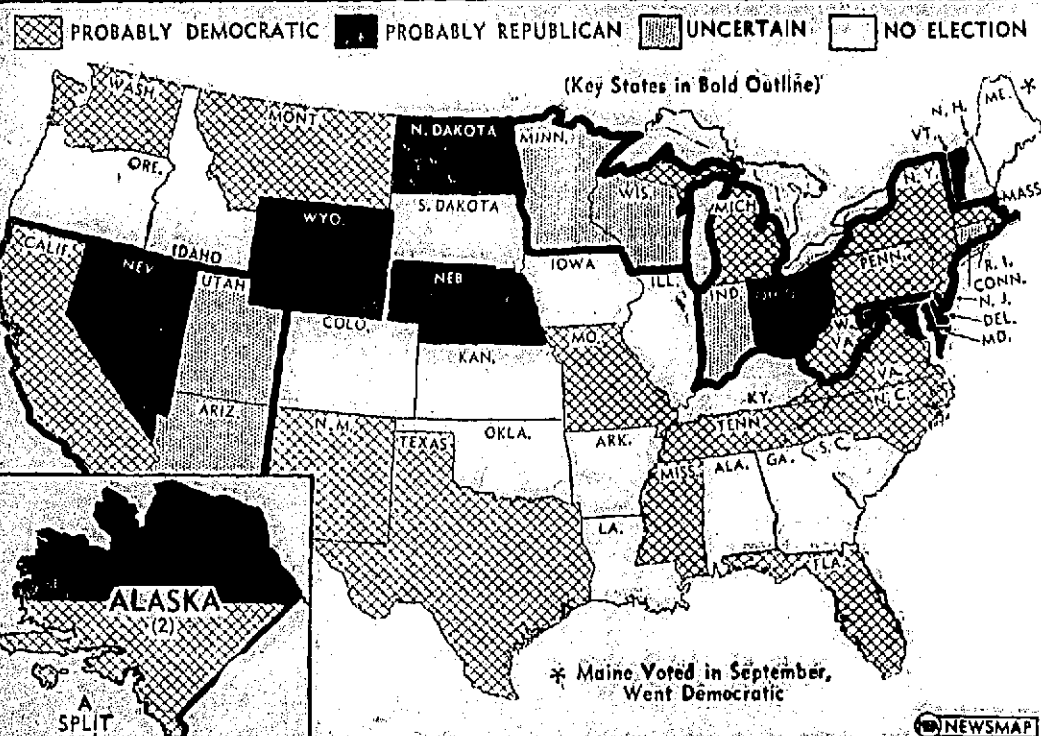 PROBABLY DEMOCRATIC PROBABLY REPUBLICAN UNCERTAIN NO ELECTION
(Key States in Bold Outline)
WASH.
MONT.
N. DAKOTA
MINN.
N. H.
ME. *
VT.
ORE.
WIS.
N.Y.
MASS.
S. DAKOTA
MICH.
WYO.
CALIF.
IDAHO
NEV.
IOWA
PENN.
R. I.
UTAH
NEB.
ILL.
IND.
OHIO
CONN.
N. J.
COLO.
DEL.
W. VA.
MO.
MD.
KAN.
VA.
KY.
N.C.
ARIZ.
N.M.
TENN.
OKLA.
TEXAS
ARK.
S. C.
MISS.
ALA.
GA.
LA.
FLA.
ALASKA
(2)
A
SPLIT
* Maine Voted in September,
Went Democratic
NEWSMAP